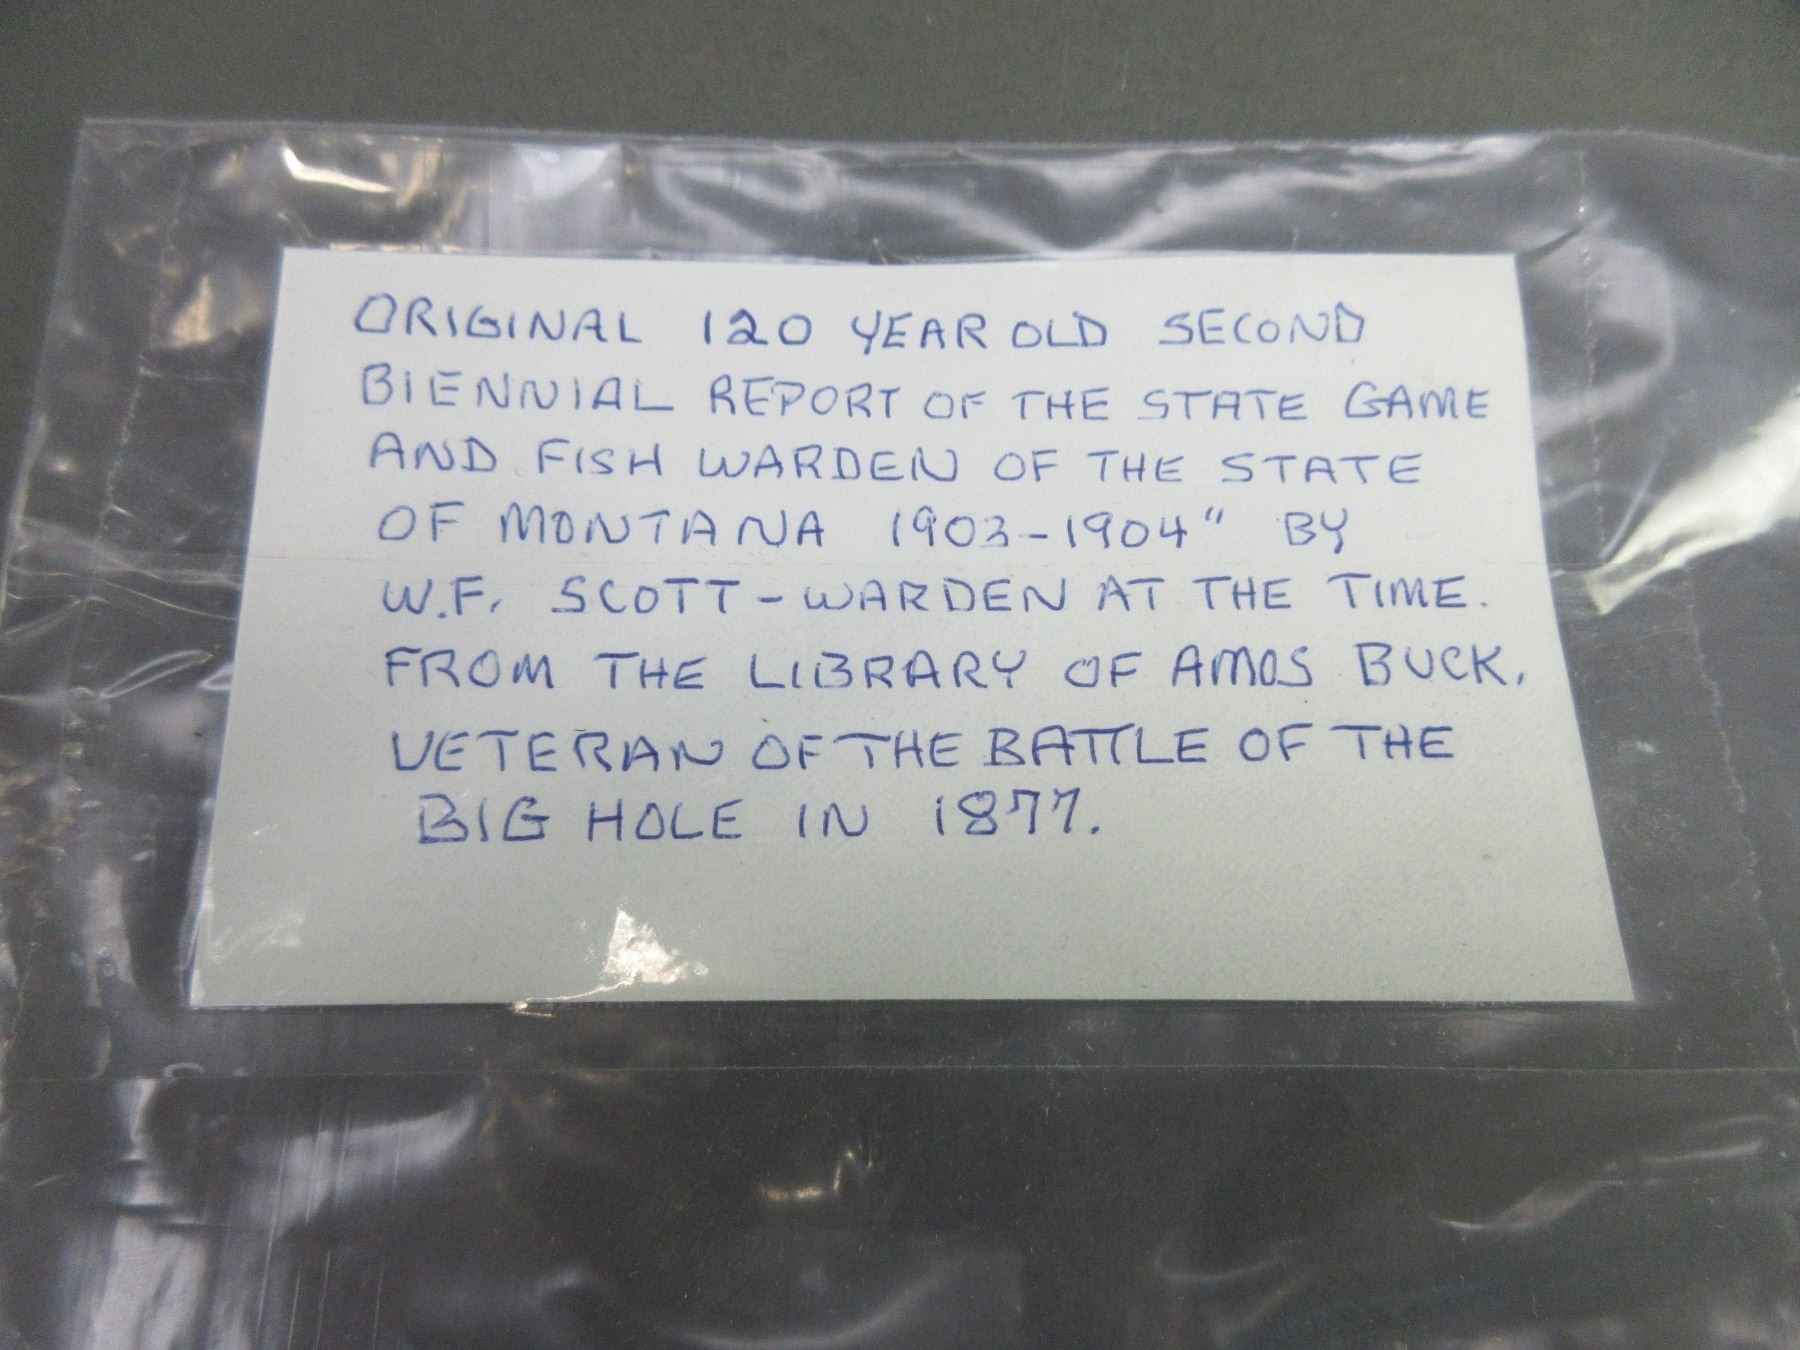 ORIGINAL 120 YEAR OLD SECOND
BIENNIAL REPORT OF THE STATE GAME
AND FISH WARDEN OF THE STATE
OF MONTANA 1903-1904" BY
W.F. SCOTT - WARDEN AT THE TIME.
FROM THE LIBRARY OF AMOS BUCK,
VETERAN OF THE BATTLE OF THE
BIG HOLE IN 1877.